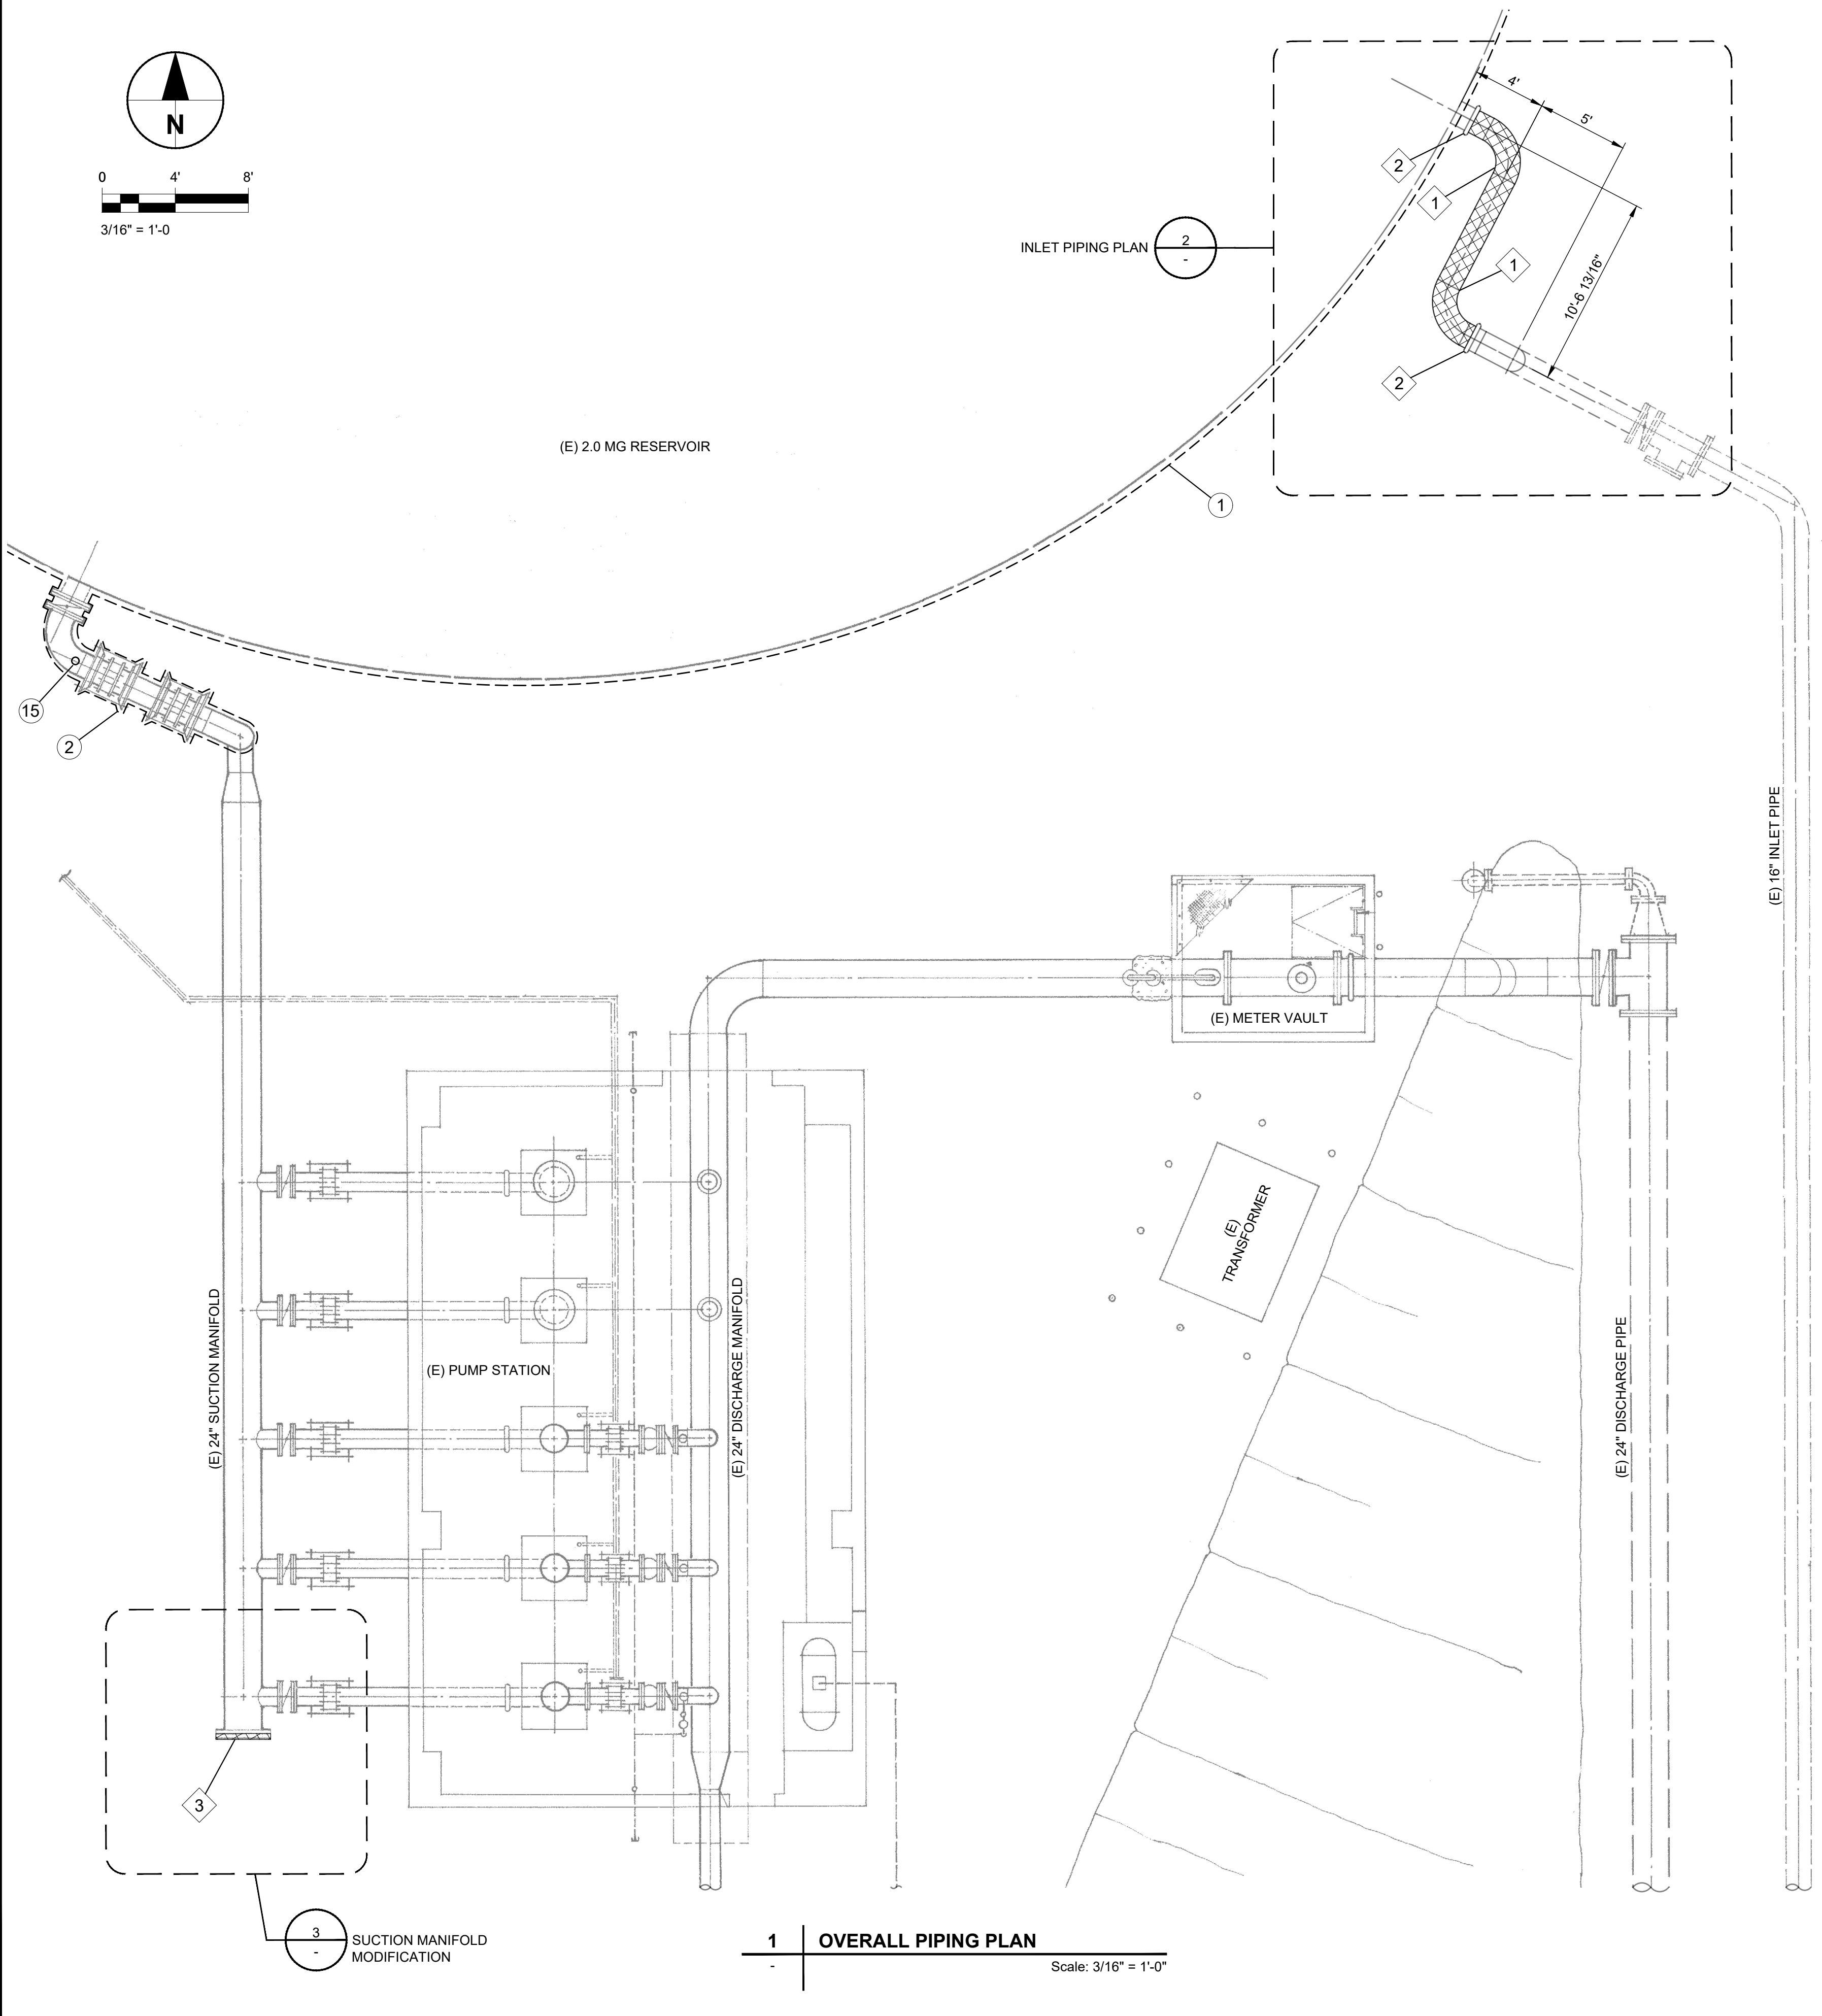 N
0 4' 8'
3/16" = 1'-0
4'
5'
2
1
INLET PIPING PLAN
2
-
1
10'-6 13/16"
2
(E) 2.0 MG RESERVOIR
1
15
2
(E) 16" INLET PIPE
(E) METER VAULT
(E)
TRANSFORMER
(E) 24" SUCTION MANIFOLD
(E) PUMP STATION
(E) 24" DISCHARGE MANIFOLD
(E) 24" DISCHARGE PIPE
3
3
-
SUCTION MANIFOLD
MODIFICATION
1 OVERALL PIPING PLAN
- Scale: 3/16" = 1'-0"